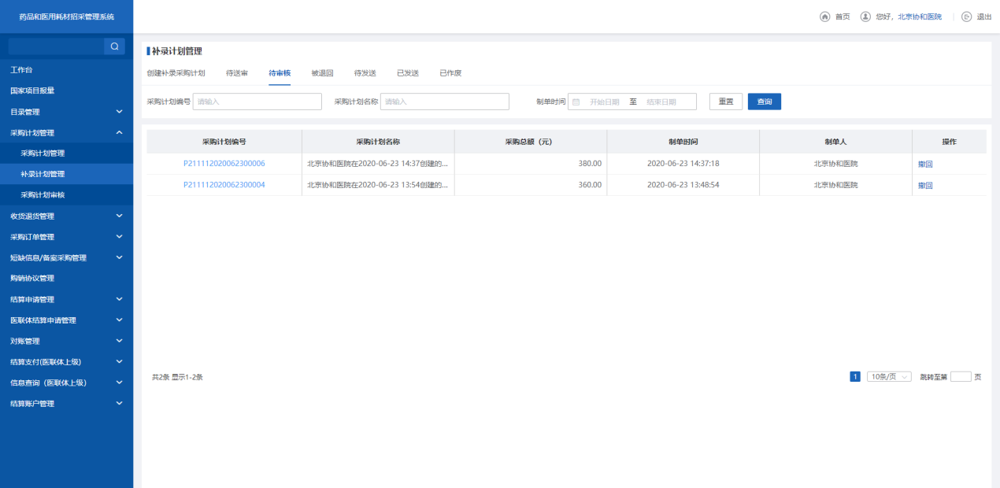 药品和医用耗材招采管理系统
首页 您好，北京协和医院 退出
工作台
国家项目报量
目录管理
采购计划管理
采购计划管理
补录计划管理
采购计划审核
收货退货管理
采购订单管理
短缺信息/备案采购管理
购销协议管理
结算申请管理
医联体结算申请管理
对账管理
结算支付(医联体上级)
信息查询（医联体上级）
结算账户管理
补录计划管理
创建补录采购计划 待送审 待审核 被退回 待发送 已发送 已作废
采购计划编号 请输入 采购计划名称 请输入 制单时间 开始日期 至 结束日期 重置 查询
采购计划编号 采购计划名称 采购总额（元） 制单时间 制单人 操作
P211112020062300006 北京协和医院在2020-06-23 14:37创建的... 380.00 2020-06-23 14:37:18 北京协和医院 撤回
P211112020062300004 北京协和医院在2020-06-23 13:54创建的... 360.00 2020-06-23 13:48:54 北京协和医院 撤回
共2条 显示1-2条 1 10条/页 跳转至第 页